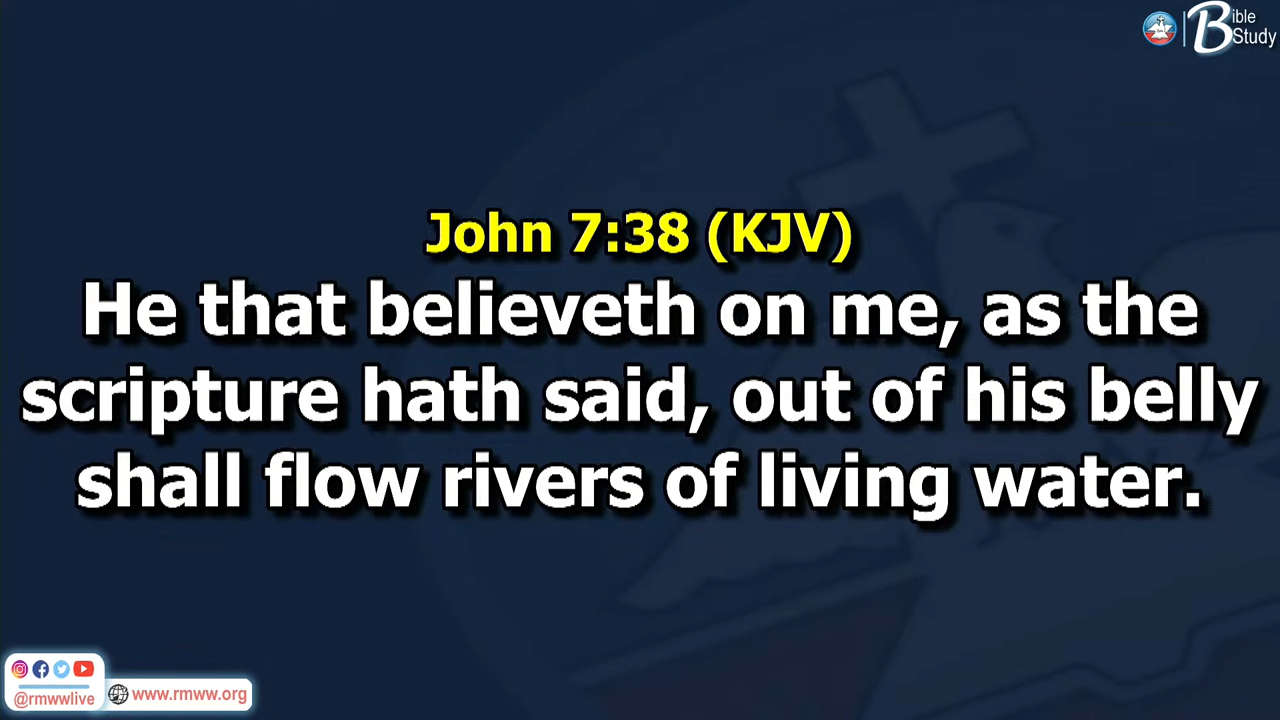 Bible
Study
John 7:38 (KJV)
He that believeth on me, as the
scripture hath said, out of his belly
shall flow rivers of living water.
@rmwwlive
www.rmww.org